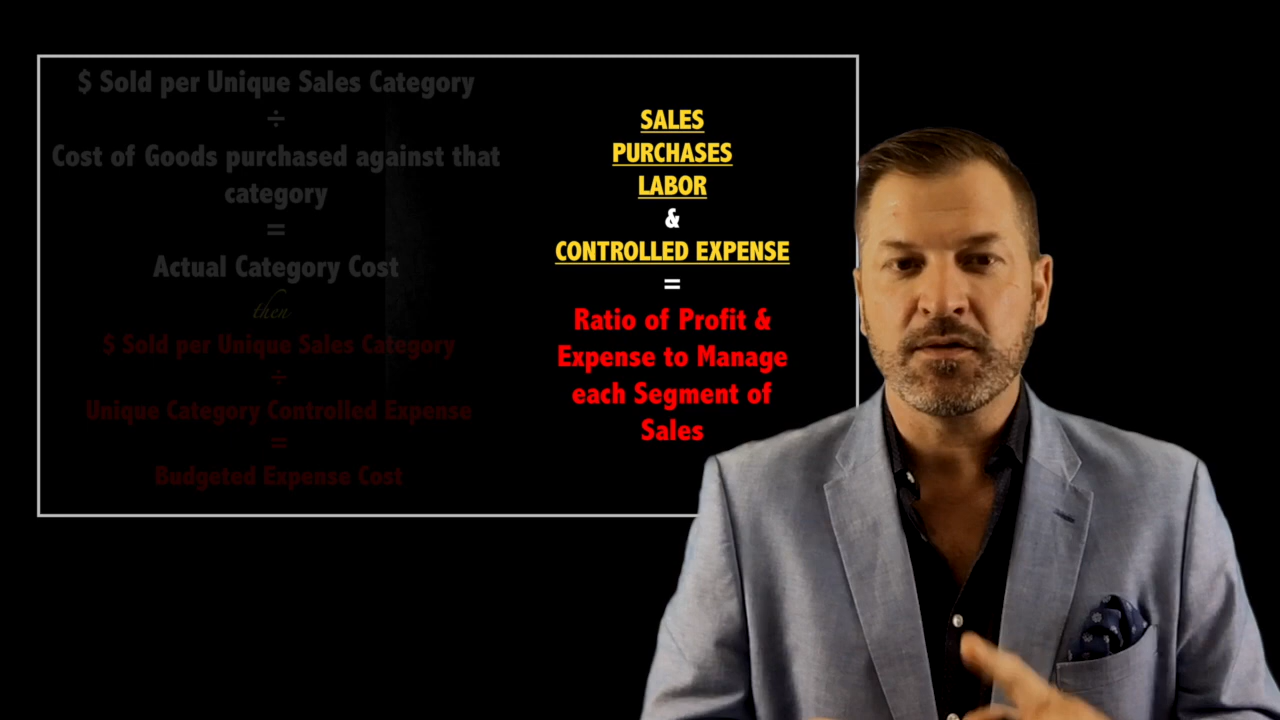 $ Sold per Unique Sales Category
÷
Cost of Goods purchased against that
category
=
Actual Category Cost
then
$ Sold per Unique Sales Category
÷
Unique Category Controlled Expense
=
Budgeted Expense Cost
SALES
PURCHASES
LABOR
&
CONTROLLED EXPENSE
=
Ratio of Profit &
Expense to Manage
each Segment of
Sales